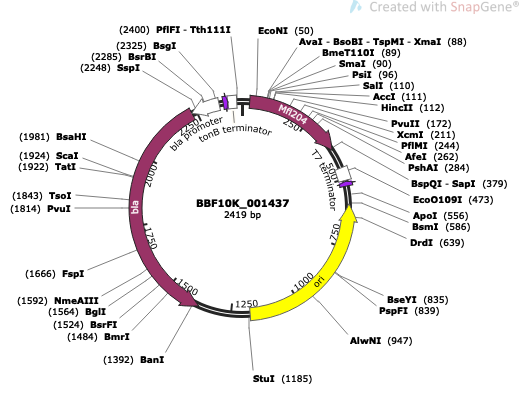 Created with SnapGene®
(2400) PflFI - Tth111I
(2325) BsgI
(2285) BsrBI
(2248) SspI
(1981) BsaHI
(1924) ScaI
(1922) TatI
(1843) TsoI
(1814) PvuI
(1666) FspI
(1592) NmeAIII
(1564) BglI
(1524) BsrFI
(1484) BmrI
(1392) BanI
EcoNI (50)
AvaI - BsoBI - TspMI - XmaI (88)
BmeT110I (89)
SmaI (90)
PsiI (96)
SalI (110)
AccI (111)
HincII (112)
PvuII (172)
XcmI (211)
PflMI (244)
AfeI (262)
PshAI (284)
BspQI - SapI (379)
EcoO109I (473)
ApoI (556)
BsmI (586)
DrdI (639)
BseYI (835)
PspFI (839)
AlwNI (947)
StuI (1185)
BBF10K_001437
2419 bp
Mfl204
T7 terminator
ori
bla
bla promoter
tonB terminator
250
500
750
1000
1250
1500
1750
2000
2250